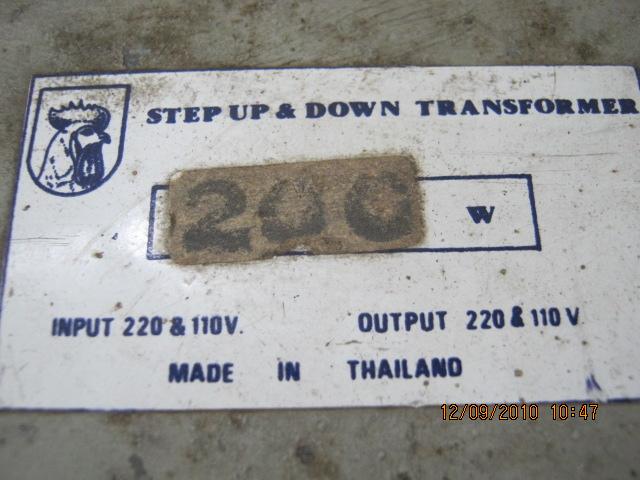 STEP UP & DOWN TRANSFORMER
200 W
INPUT 220 & 110V.
OUTPUT 220 & 110 V
MADE IN THAILAND
12/09/2010 10:47